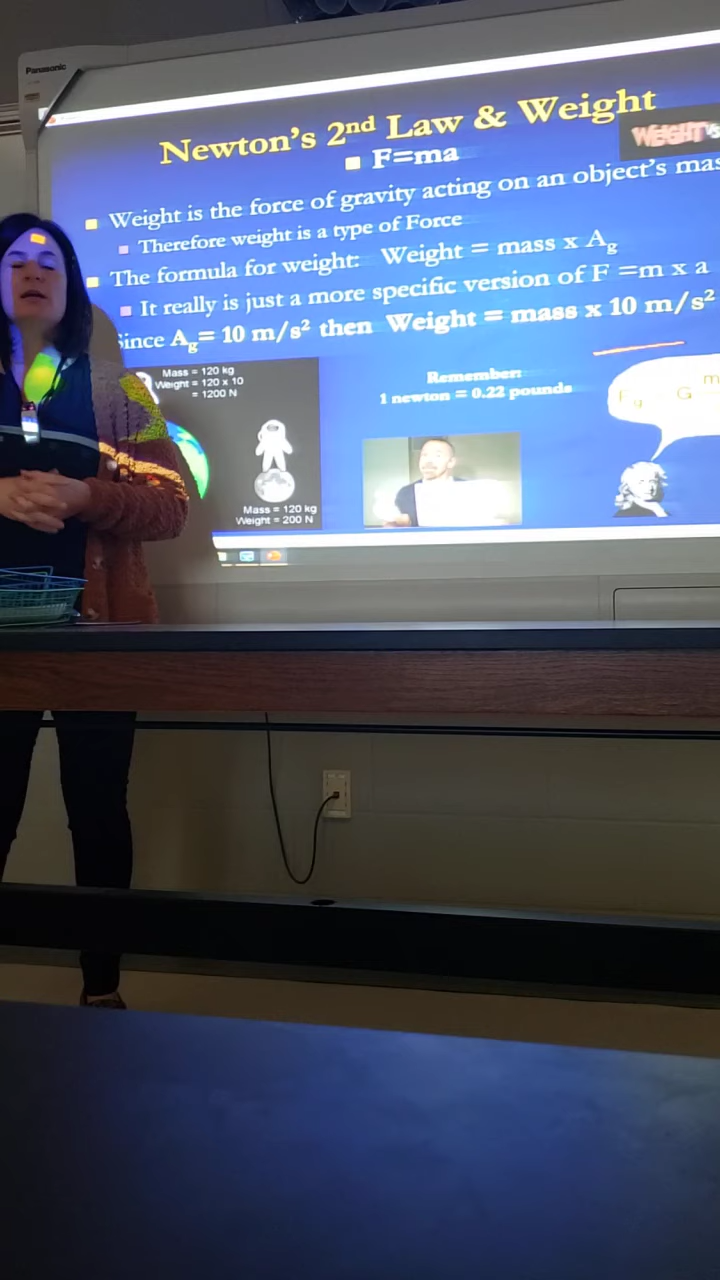 Panasonic
Newton's 2nd Law & Weight
F=ma
WEIGHT
Weight is the force of gravity acting on an object's mas
Therefore weight is a type of Force
The formula for weight: Weight = mass x Ag
It really is just a more specific version of F =m x a
Since Ag= 10 m/s² then Weight = mass x 10 m/s²
Mass = 120 kg
Weight = 120 x 10
= 1200 N
Remember:
1 newton = 0.22 pounds
Fg G m
Mass = 120 kg
Weight = 200 N